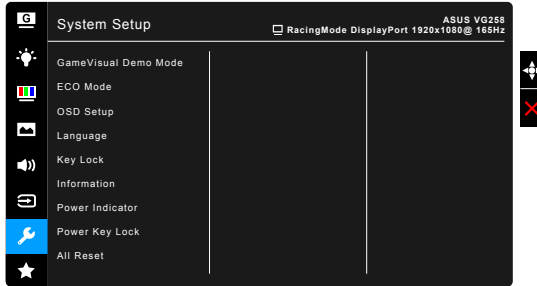 G
System Setup
ASUS VG258
RacingMode DisplayPort 1920x1080@ 165Hz
GameVisual Demo Mode
ECO Mode
OSD Setup
Language
Key Lock
Information
Power Indicator
Power Key Lock
All Reset